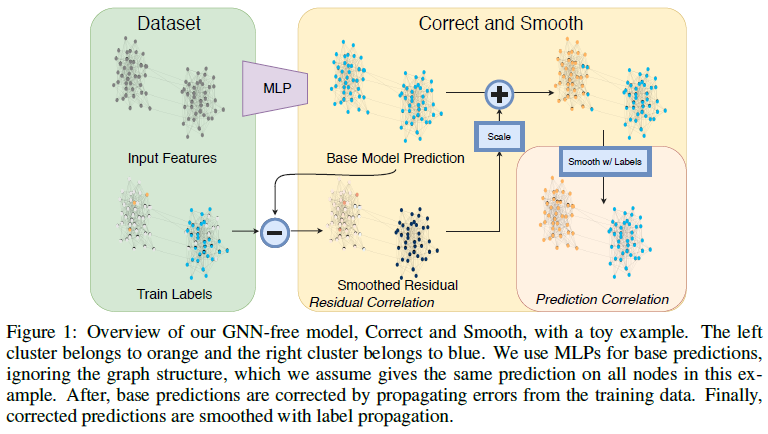 Dataset
Correct and Smooth
MLP
Scale
Input Features
Base Model Prediction
Smooth w/ Labels
Train Labels
Smoothed Residual
Residual Correlation
Prediction Correlation
Figure 1: Overview of our GNN-free model, Correct and Smooth, with a toy example. The left
cluster belongs to orange and the right cluster belongs to blue. We use MLPs for base predictions,
ignoring the graph structure, which we assume gives the same prediction on all nodes in this ex-
ample. After, base predictions are corrected by propagating errors from the training data. Finally,
corrected predictions are smoothed with label propagation.